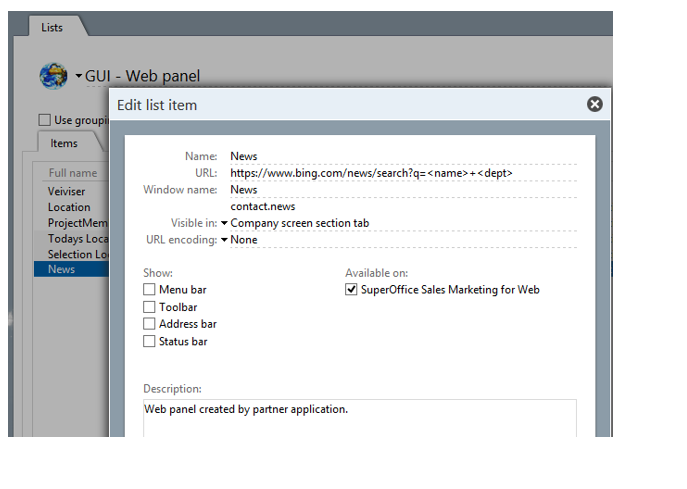 Lists
GUI - Web panel
Edit list item
Use groupi
Items
Full name
Veiviser
Location
ProjectMem
Todays Loca
Selection Lo
News
Name: News
URL: https://www.bing.com/news/search?q=<name>+<dept>
Window name: News
contact.news
Visible in: Company screen section tab
URL encoding: None
Show:
Menu bar
Toolbar
Address bar
Status bar
Available on:
SuperOffice Sales Marketing for Web
Description:
Web panel created by partner application.